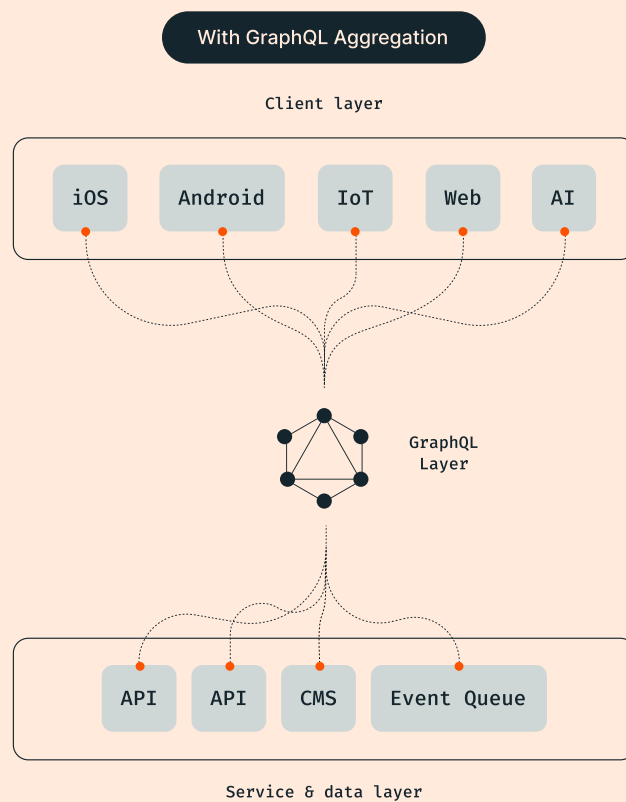 With GraphQL Aggregation
Client layer
iOS
Android
IoT
Web
AI
GraphQL
Layer
API
API
CMS
Event Queue
Service & data layer